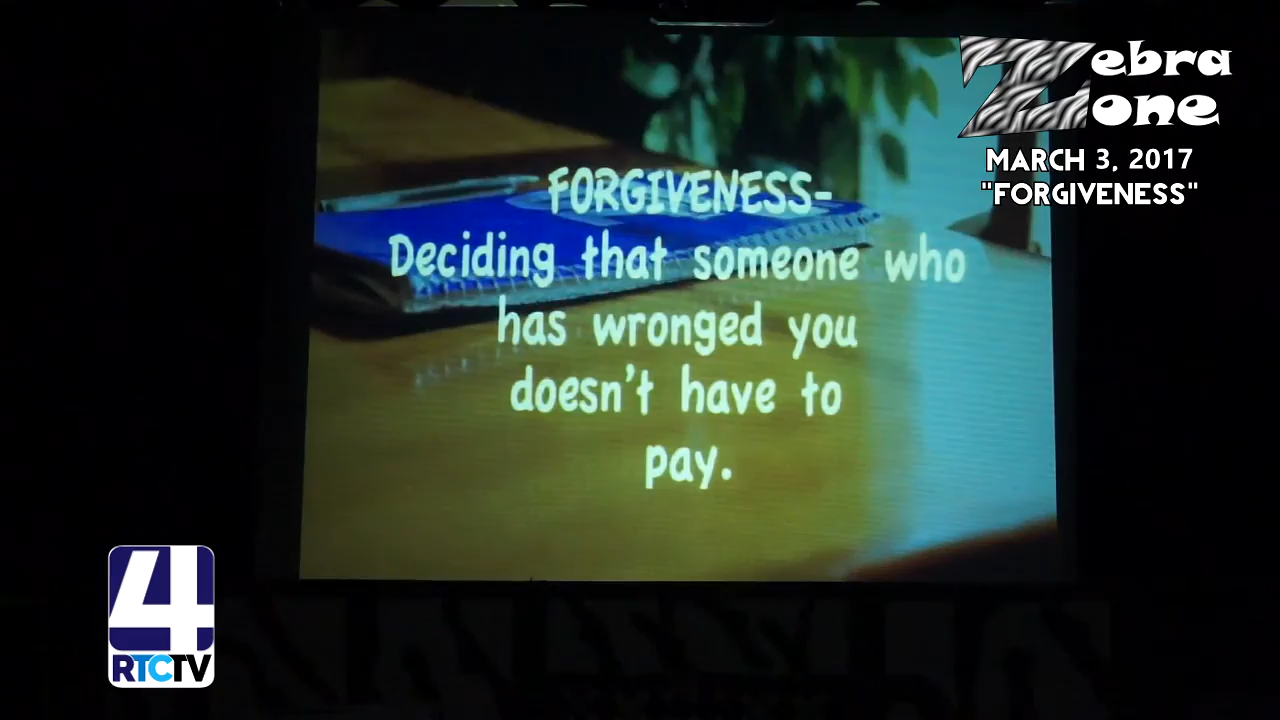 Zebra
Zone
MARCH 3, 2017
"FORGIVENESS"
FORGIVENESS-
Deciding that someone who
has wronged you
doesn't have to
pay.
4
RTCTV